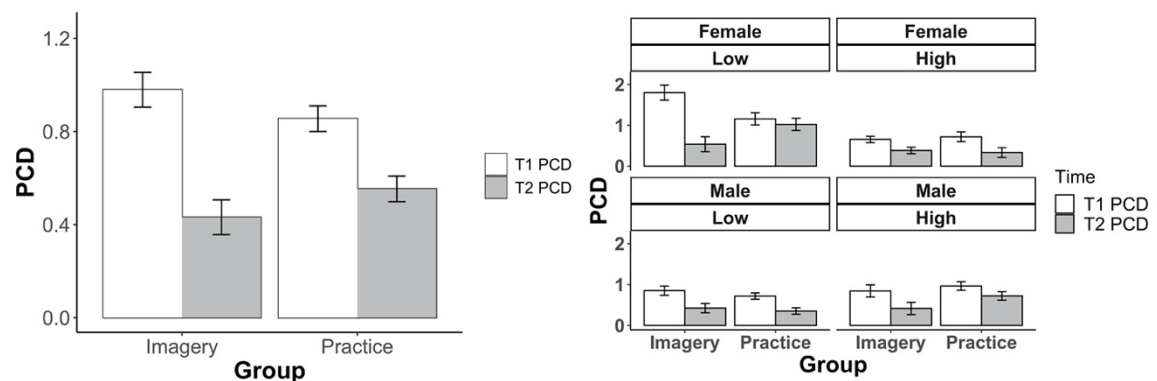 1.2
0.8
0.4
0.0
PCD
Imagery Practice
Group
T1 PCD
T2 PCD
Female Female
Low High
2
1
0
Male Male
Low High
2
1
0
PCD
Imagery Practice Imagery Practice
Group
Time
T1 PCD
T2 PCD